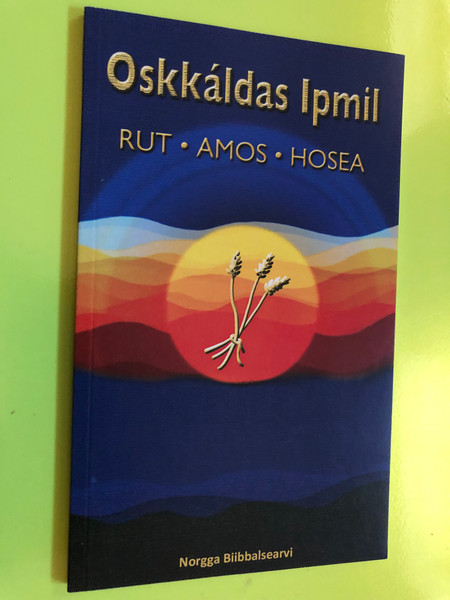 Oskkáldas Ipmil
RUT • AMOS • HOSEA
Norgga Biibbalsearvi